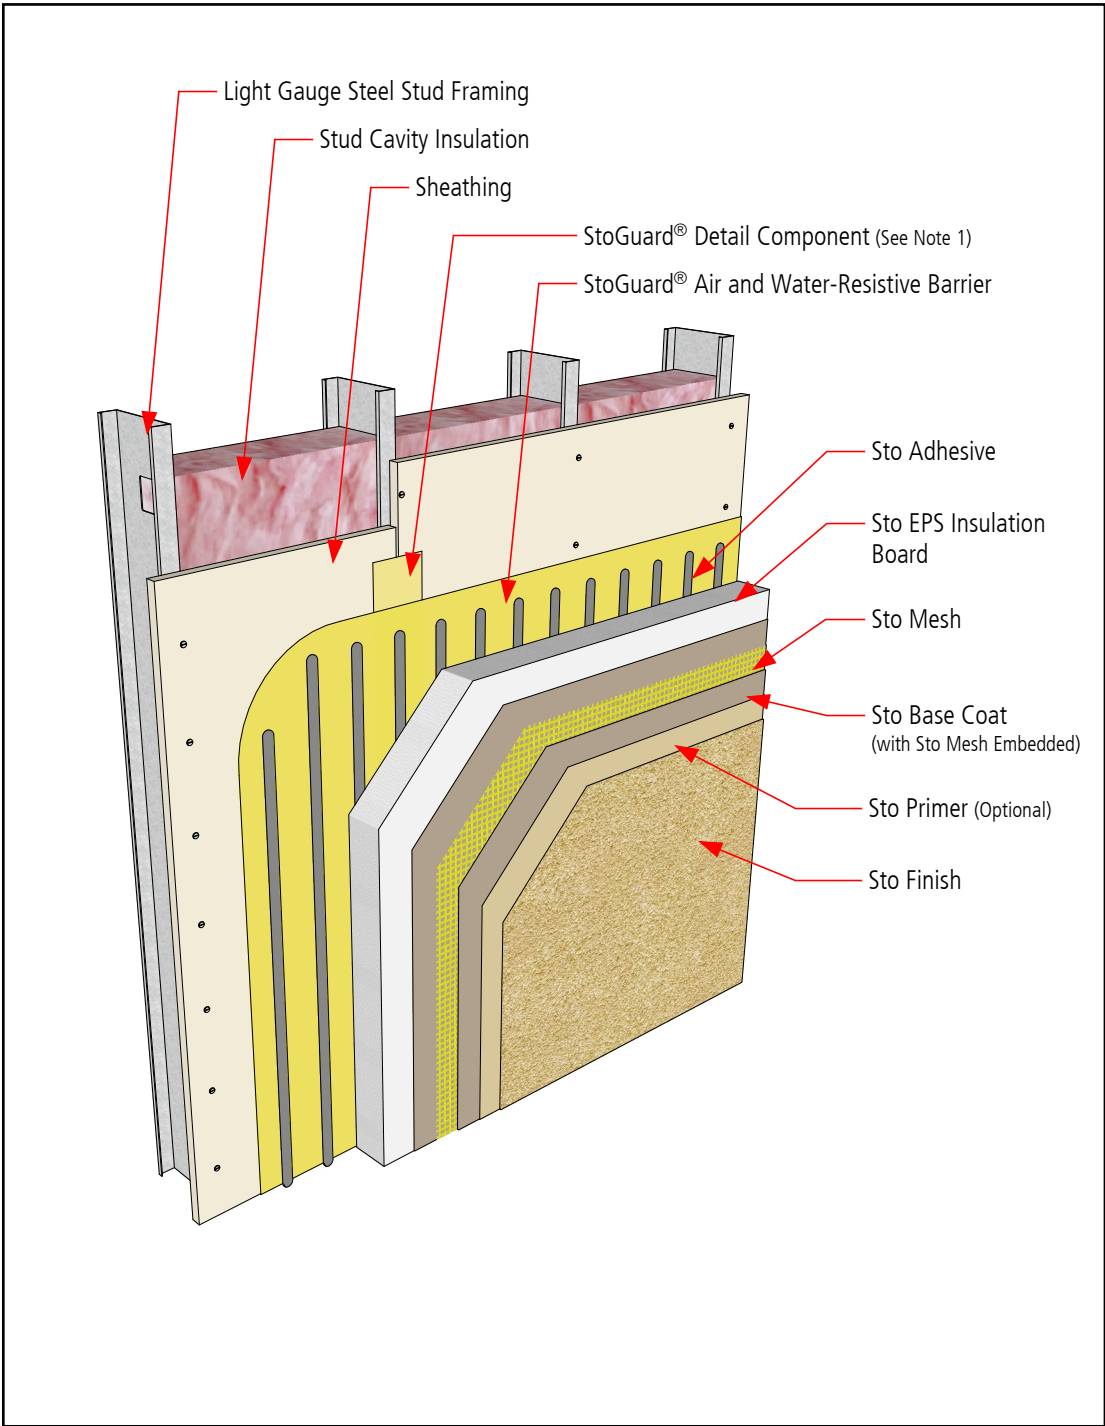 Light Gauge Steel Stud Framing
Stud Cavity Insulation
Sheathing
StoGuard® Detail Component (See Note 1)
StoGuard® Air and Water-Resistive Barrier
Sto Adhesive
Sto EPS Insulation
Board
Sto Mesh
Sto Base Coat
(with Sto Mesh Embedded)
Sto Primer (Optional)
Sto Finish